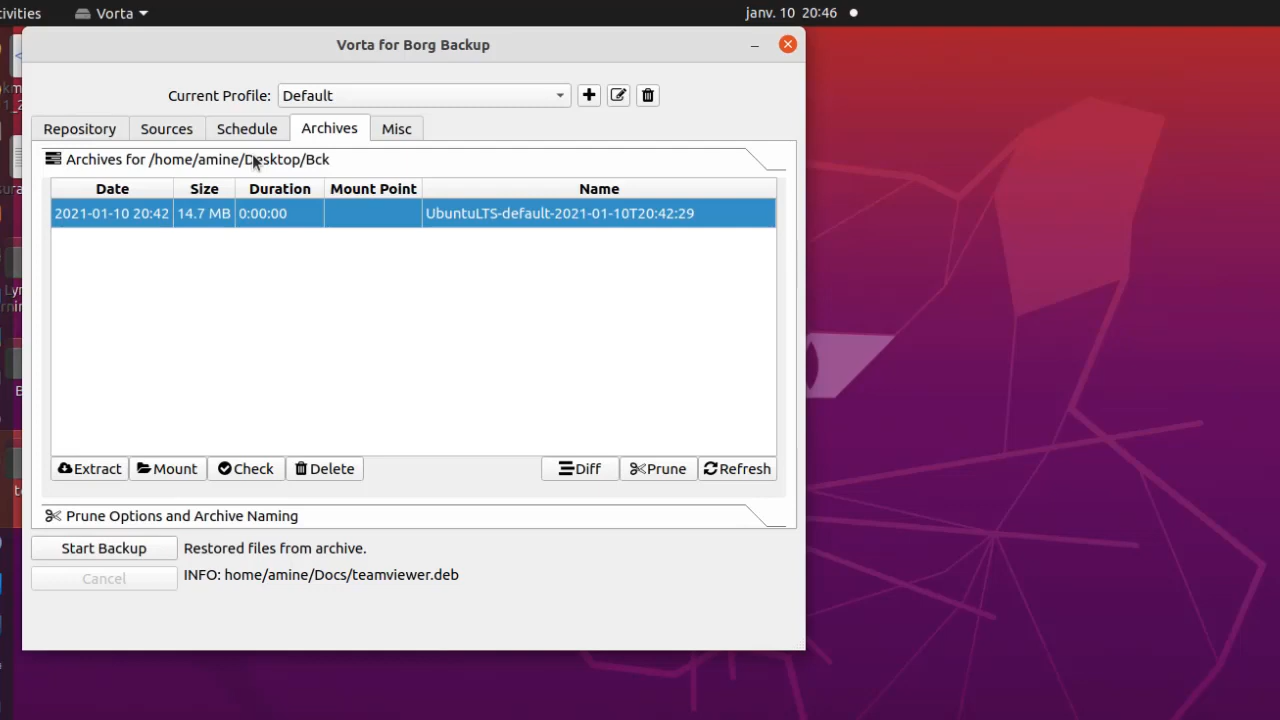 ivities Vorta janv. 10 20:46
Vorta for Borg Backup
Current Profile: Default
Repository Sources Schedule Archives Misc
Archives for /home/amine/Desktop/Bck
Date Size Duration Mount Point Name
2021-01-10 20:42 14.7 MB 0:00:00 UbuntuLTS-default-2021-01-10T20:42:29
Extract Mount Check Delete Diff Prune Refresh
Prune Options and Archive Naming
Start Backup Restored files from archive.
Cancel INFO: home/amine/Docs/teamviewer.deb